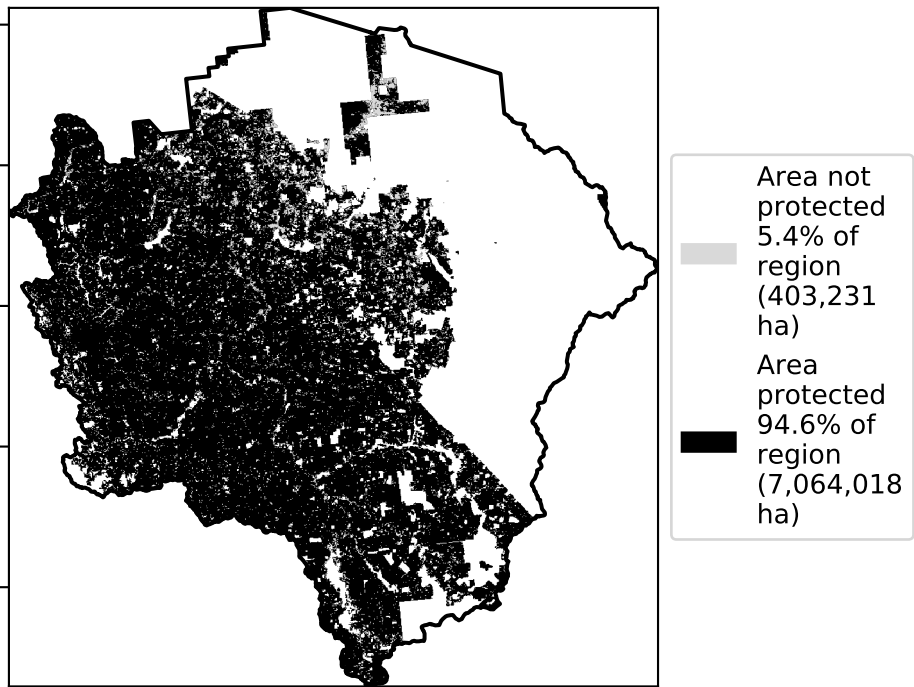 Area not
protected
5.4% of
region
(403,231
ha)
Area
protected
94.6% of
region
(7,064,018
ha)